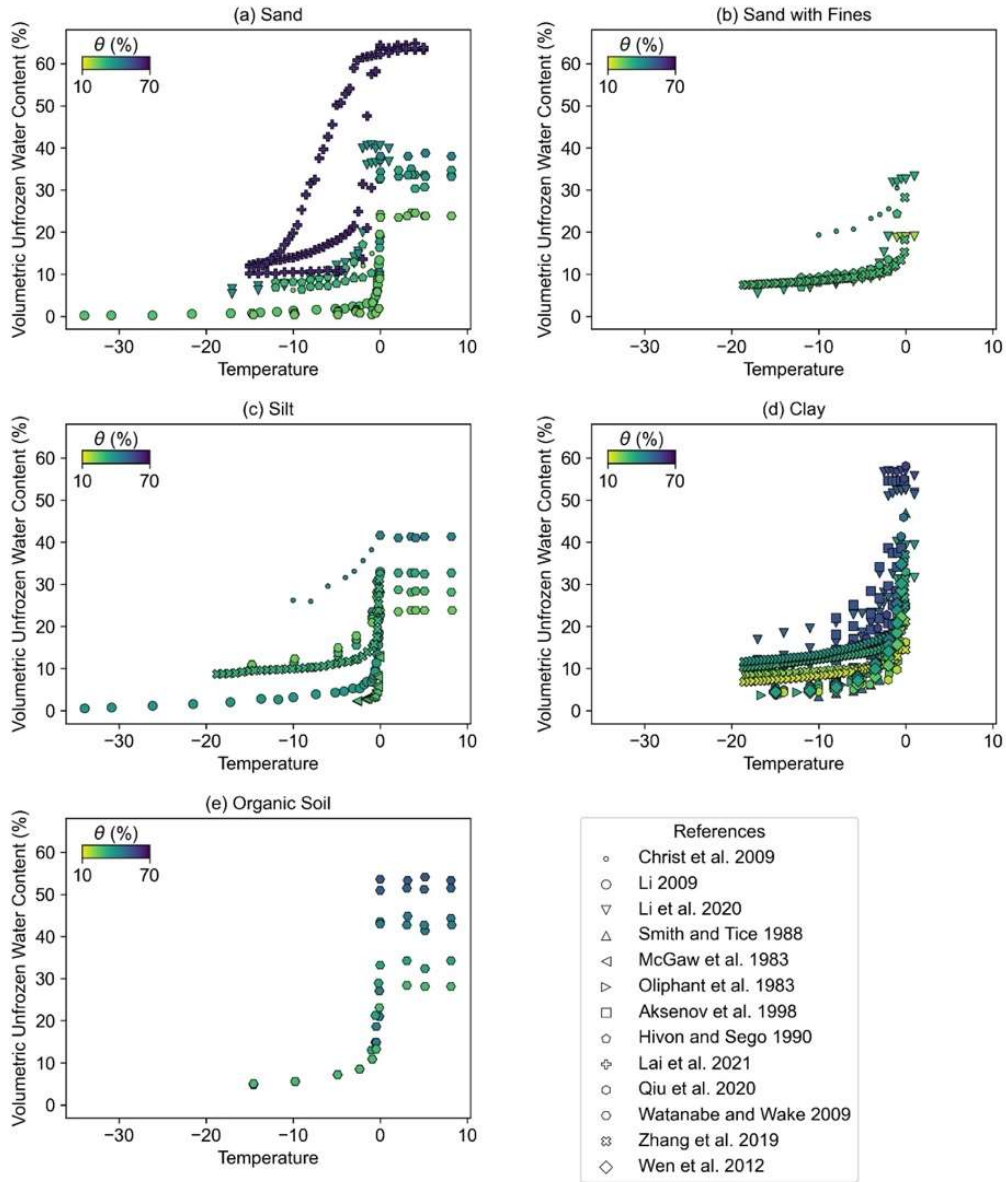 (a) Sand
Volumetric Unfrozen Water Content (%)
θ (%)
10 70
60
50
40
30
20
10
0
−30 −20 −10 0 10
Temperature
(b) Sand with Fines
Volumetric Unfrozen Water Content (%)
θ (%)
10 70
60
50
40
30
20
10
0
−30 −20 −10 0 10
Temperature
(c) Silt
Volumetric Unfrozen Water Content (%)
θ (%)
10 70
60
50
40
30
20
10
0
−30 −20 −10 0 10
Temperature
(d) Clay
Volumetric Unfrozen Water Content (%)
θ (%)
10 70
60
50
40
30
20
10
0
−30 −20 −10 0 10
Temperature
(e) Organic Soil
Volumetric Unfrozen Water Content (%)
θ (%)
10 70
60
50
40
30
20
10
0
−30 −20 −10 0 10
Temperature
References
Christ et al. 2009
Li 2009
Li et al. 2020
Smith and Tice 1988
McGaw et al. 1983
Oliphant et al. 1983
Aksenov et al. 1998
Hivon and Sego 1990
Lai et al. 2021
Qiu et al. 2020
Watanabe and Wake 2009
Zhang et al. 2019
Wen et al. 2012